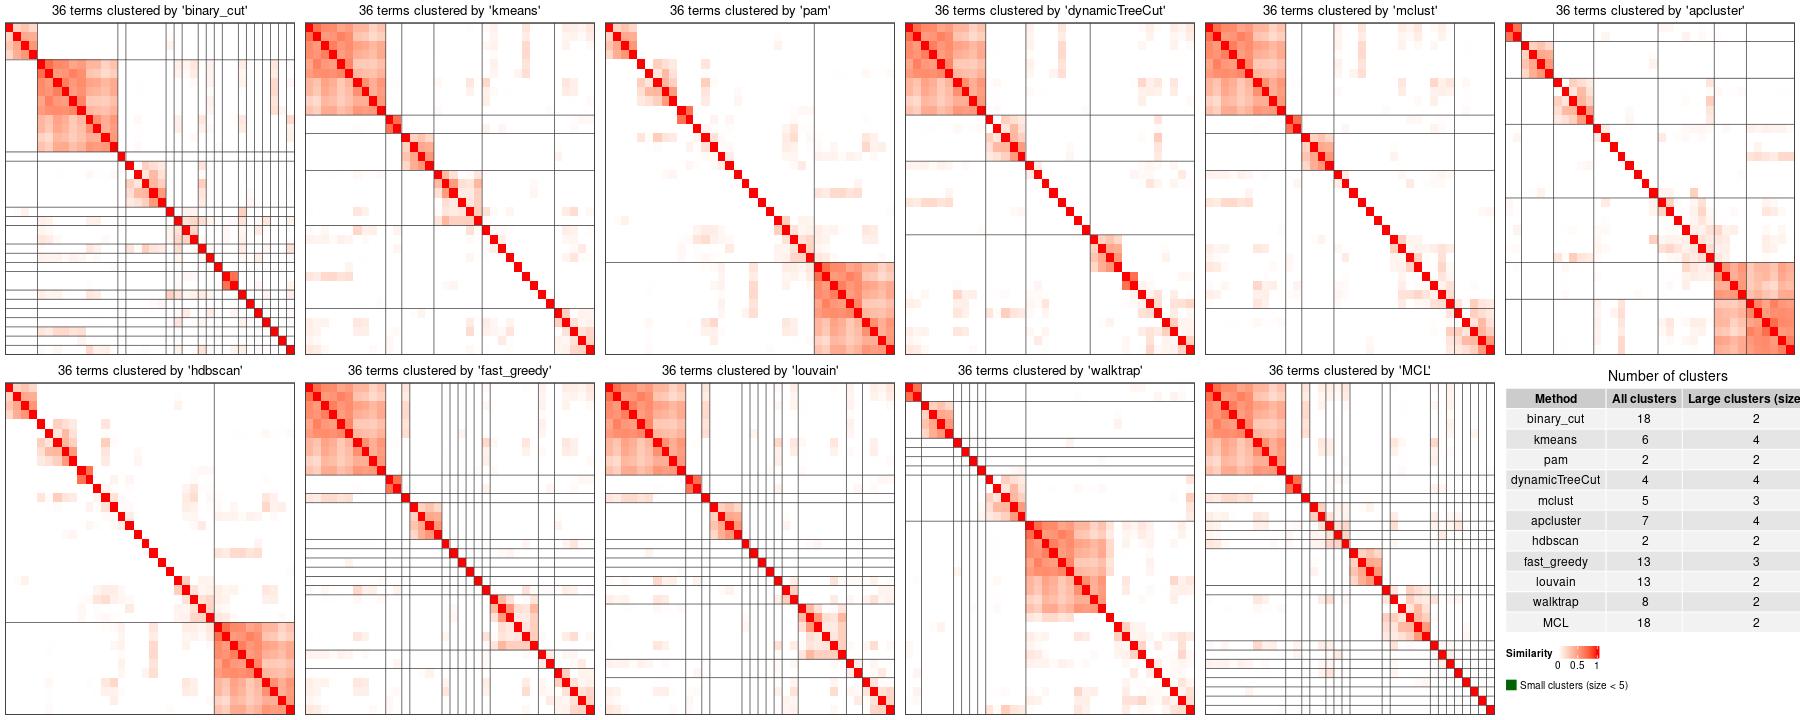 36 terms clustered by 'binary_cut'
36 terms clustered by 'kmeans'
36 terms clustered by 'pam'
36 terms clustered by 'dynamicTreeCut'
36 terms clustered by 'mclust'
36 terms clustered by 'apcluster'
36 terms clustered by 'hdbscan'
36 terms clustered by 'fast_greedy'
36 terms clustered by 'louvain'
36 terms clustered by 'walktrap'
36 terms clustered by 'MCL'
Number of clusters
Method All clusters Large clusters (size
binary_cut 18 2
kmeans 6 4
pam 2 2
dynamicTreeCut 4 4
mclust 5 3
apcluster 7 4
hdbscan 2 2
fast_greedy 13 3
louvain 13 2
walktrap 8 2
MCL 18 2
Similarity
0 0.5 1
Small clusters (size < 5)